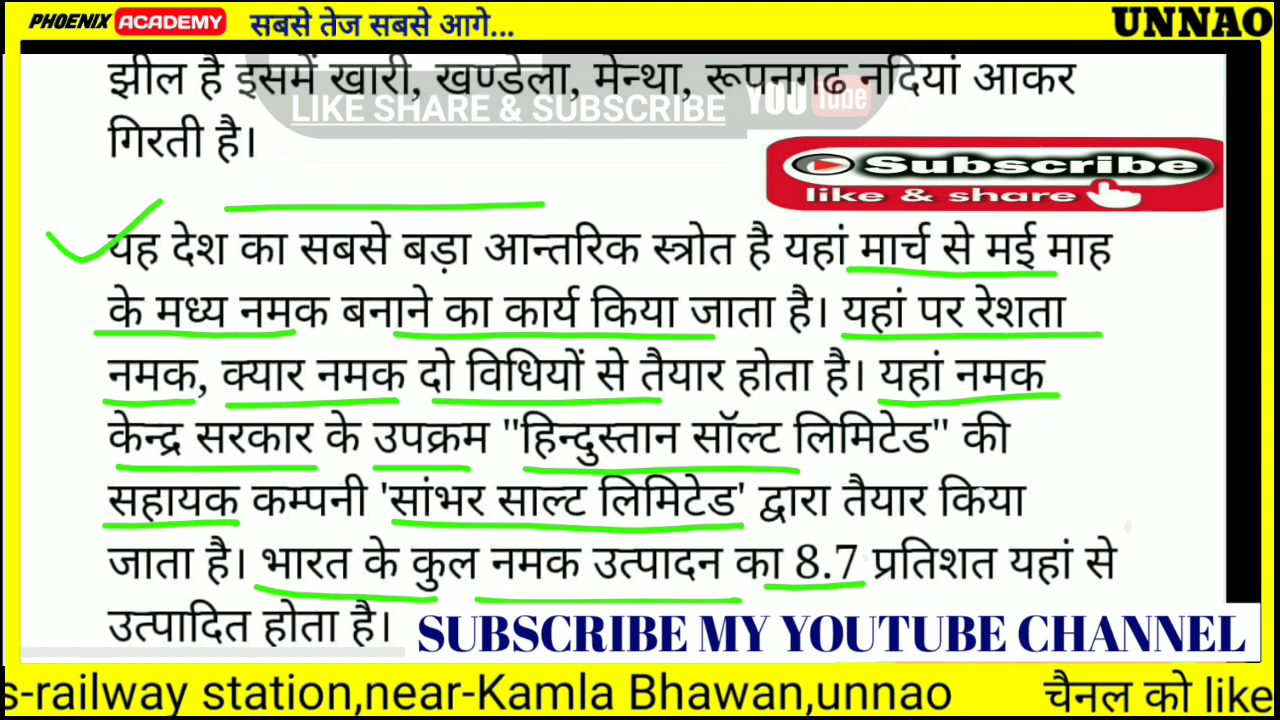 PHOENIX ACADEMY सबसे तेज सबसे आगे... UNNAO
झील है इसमें खारी, खण्डेला, मेन्था, रूपनगढ नदियां आकर
LIKE SHARE & SUBSCRIBE YOU Tube
गिरती है।
Subscribe
like & share
यह देश का सबसे बड़ा आन्तरिक स्त्रोत है यहां मार्च से मई माह
के मध्य नमक बनाने का कार्य किया जाता है। यहां पर रेशता
नमक, क्यार नमक दो विधियों से तैयार होता है। यहां नमक
केन्द्र सरकार के उपक्रम "हिन्दुस्तान सॉल्ट लिमिटेड" की
सहायक कम्पनी 'सांभर साल्ट लिमिटेड' द्वारा तैयार किया
जाता है। भारत के कुल नमक उत्पादन का 8.7 प्रतिशत यहां से
उत्पादित होता है।
SUBSCRIBE MY YOUTUBE CHANNEL
s-railway station,near-Kamla Bhawan,unnao चैनल को like